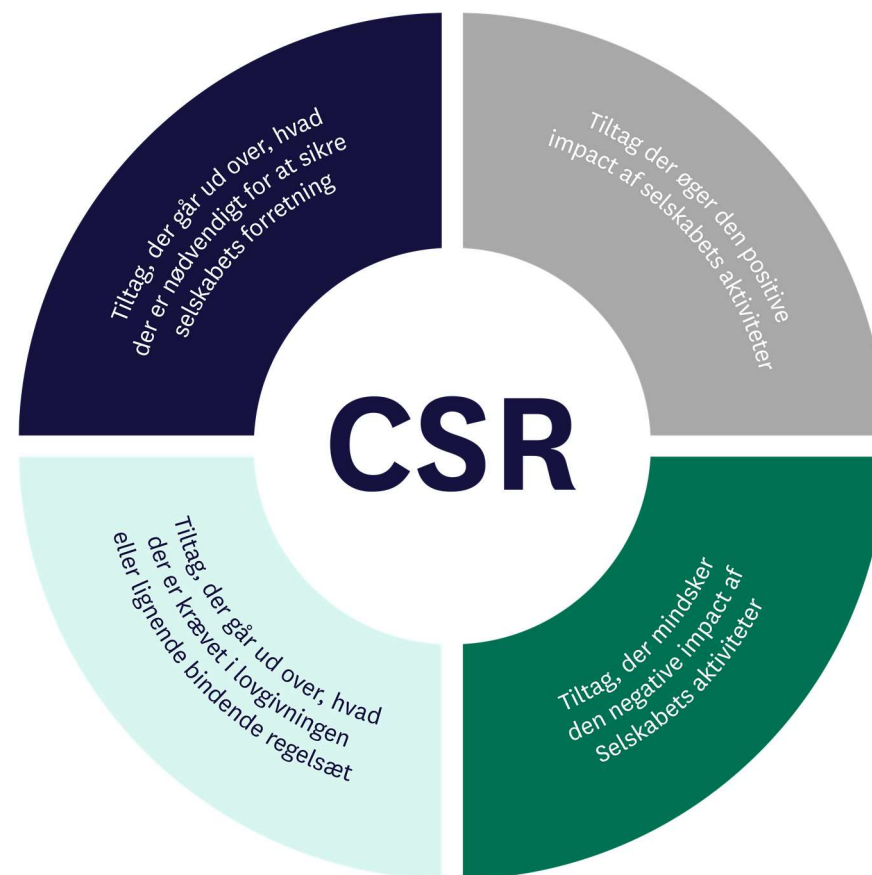 Tiltag, der går ud over, hvad
der er nødvendigt for at sikre
selskabets forretning
Tiltag der øger den positive
impact af selskabets aktiviteter
CSR
Tiltag, der går ud over, hvad
der er krævet i lovgivningen
eller lignende bindende regelsæt
Tiltag, der mindsker
den negative impact af
Selskabets aktiviteter